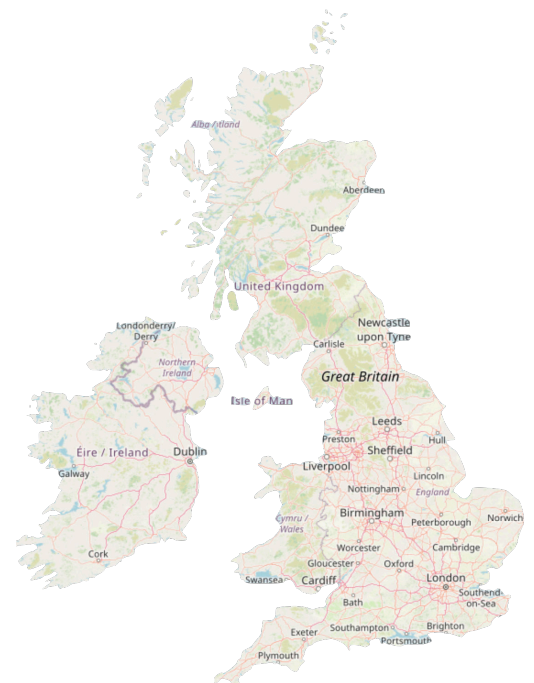 Alba / tland
Aberdeen
Dundee
United Kingdom
Newcastle
upon Tyne
Londonderry/
Derry
Carlisle
Northern
Ireland
Great Britain
Isle of Man
Leeds
Preston
Hull
Éire / Ireland
Dublin
Sheffield
Liverpool
Galway
Lincoln
Nottingham
England
Birmingham
Peterborough
Norwich
Cymru /
Wales
Cork
Worcester
Cambridge
Gloucester
Oxford
Swansea
Cardiff
London
Southend-
on-Sea
Bath
Exeter
Southampton
Brighton
Portsmouth
Plymouth